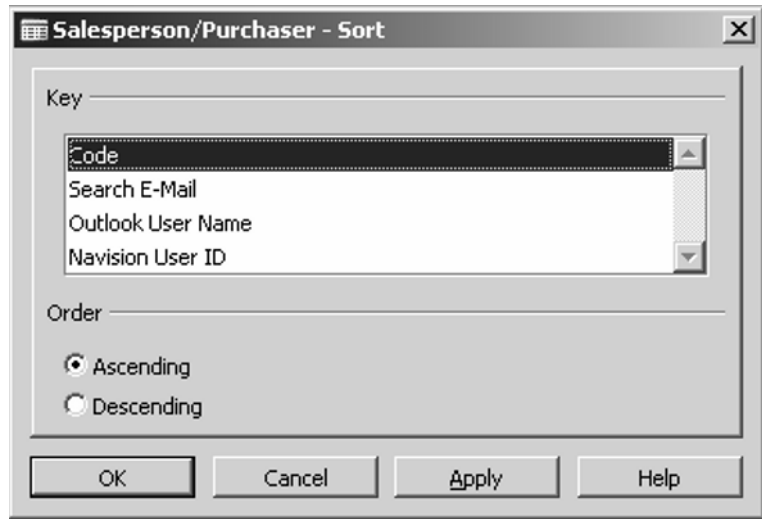 Salesperson/Purchaser - Sort
Key
Code
Search E-Mail
Outlook User Name
Navision User ID
Order
Ascending
Descending
OK Cancel Apply Help